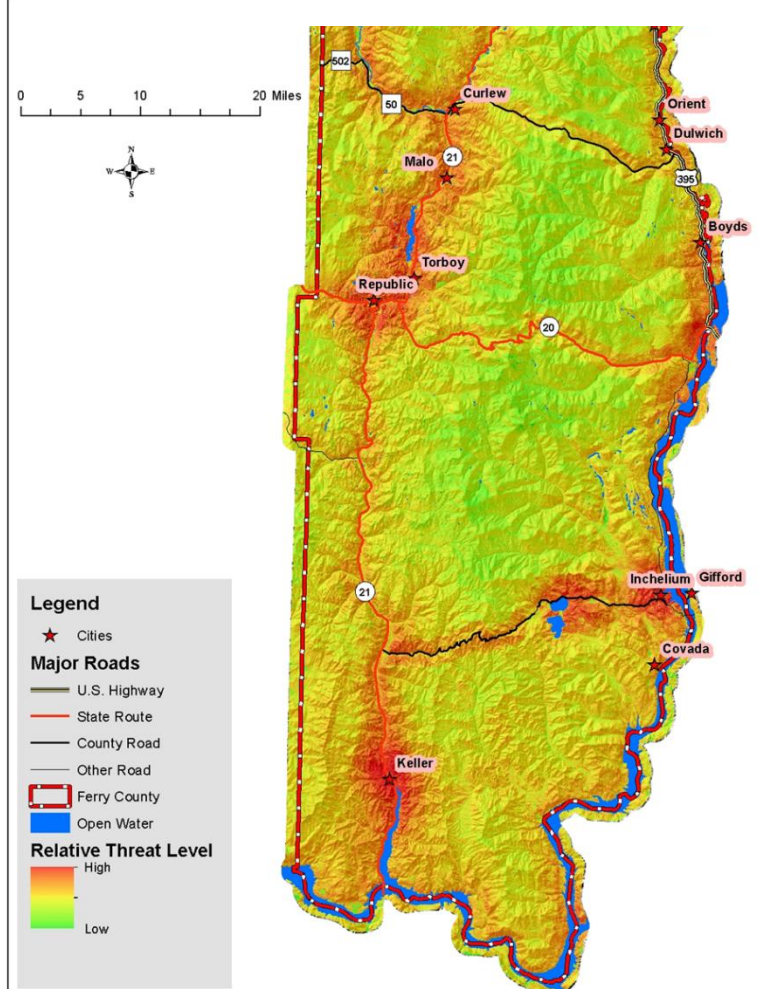 502
0 5 10 20 Miles
50
Curlew
Orient
Dulwich
N
W E
S
Malo
21
395
Boyds
Torboy
Republic
20
21
Inchelium Gifford
Covada
Keller
Legend
Cities
Major Roads
U.S. Highway
State Route
County Road
Other Road
Ferry County
Open Water
Relative Threat Level
High
Low